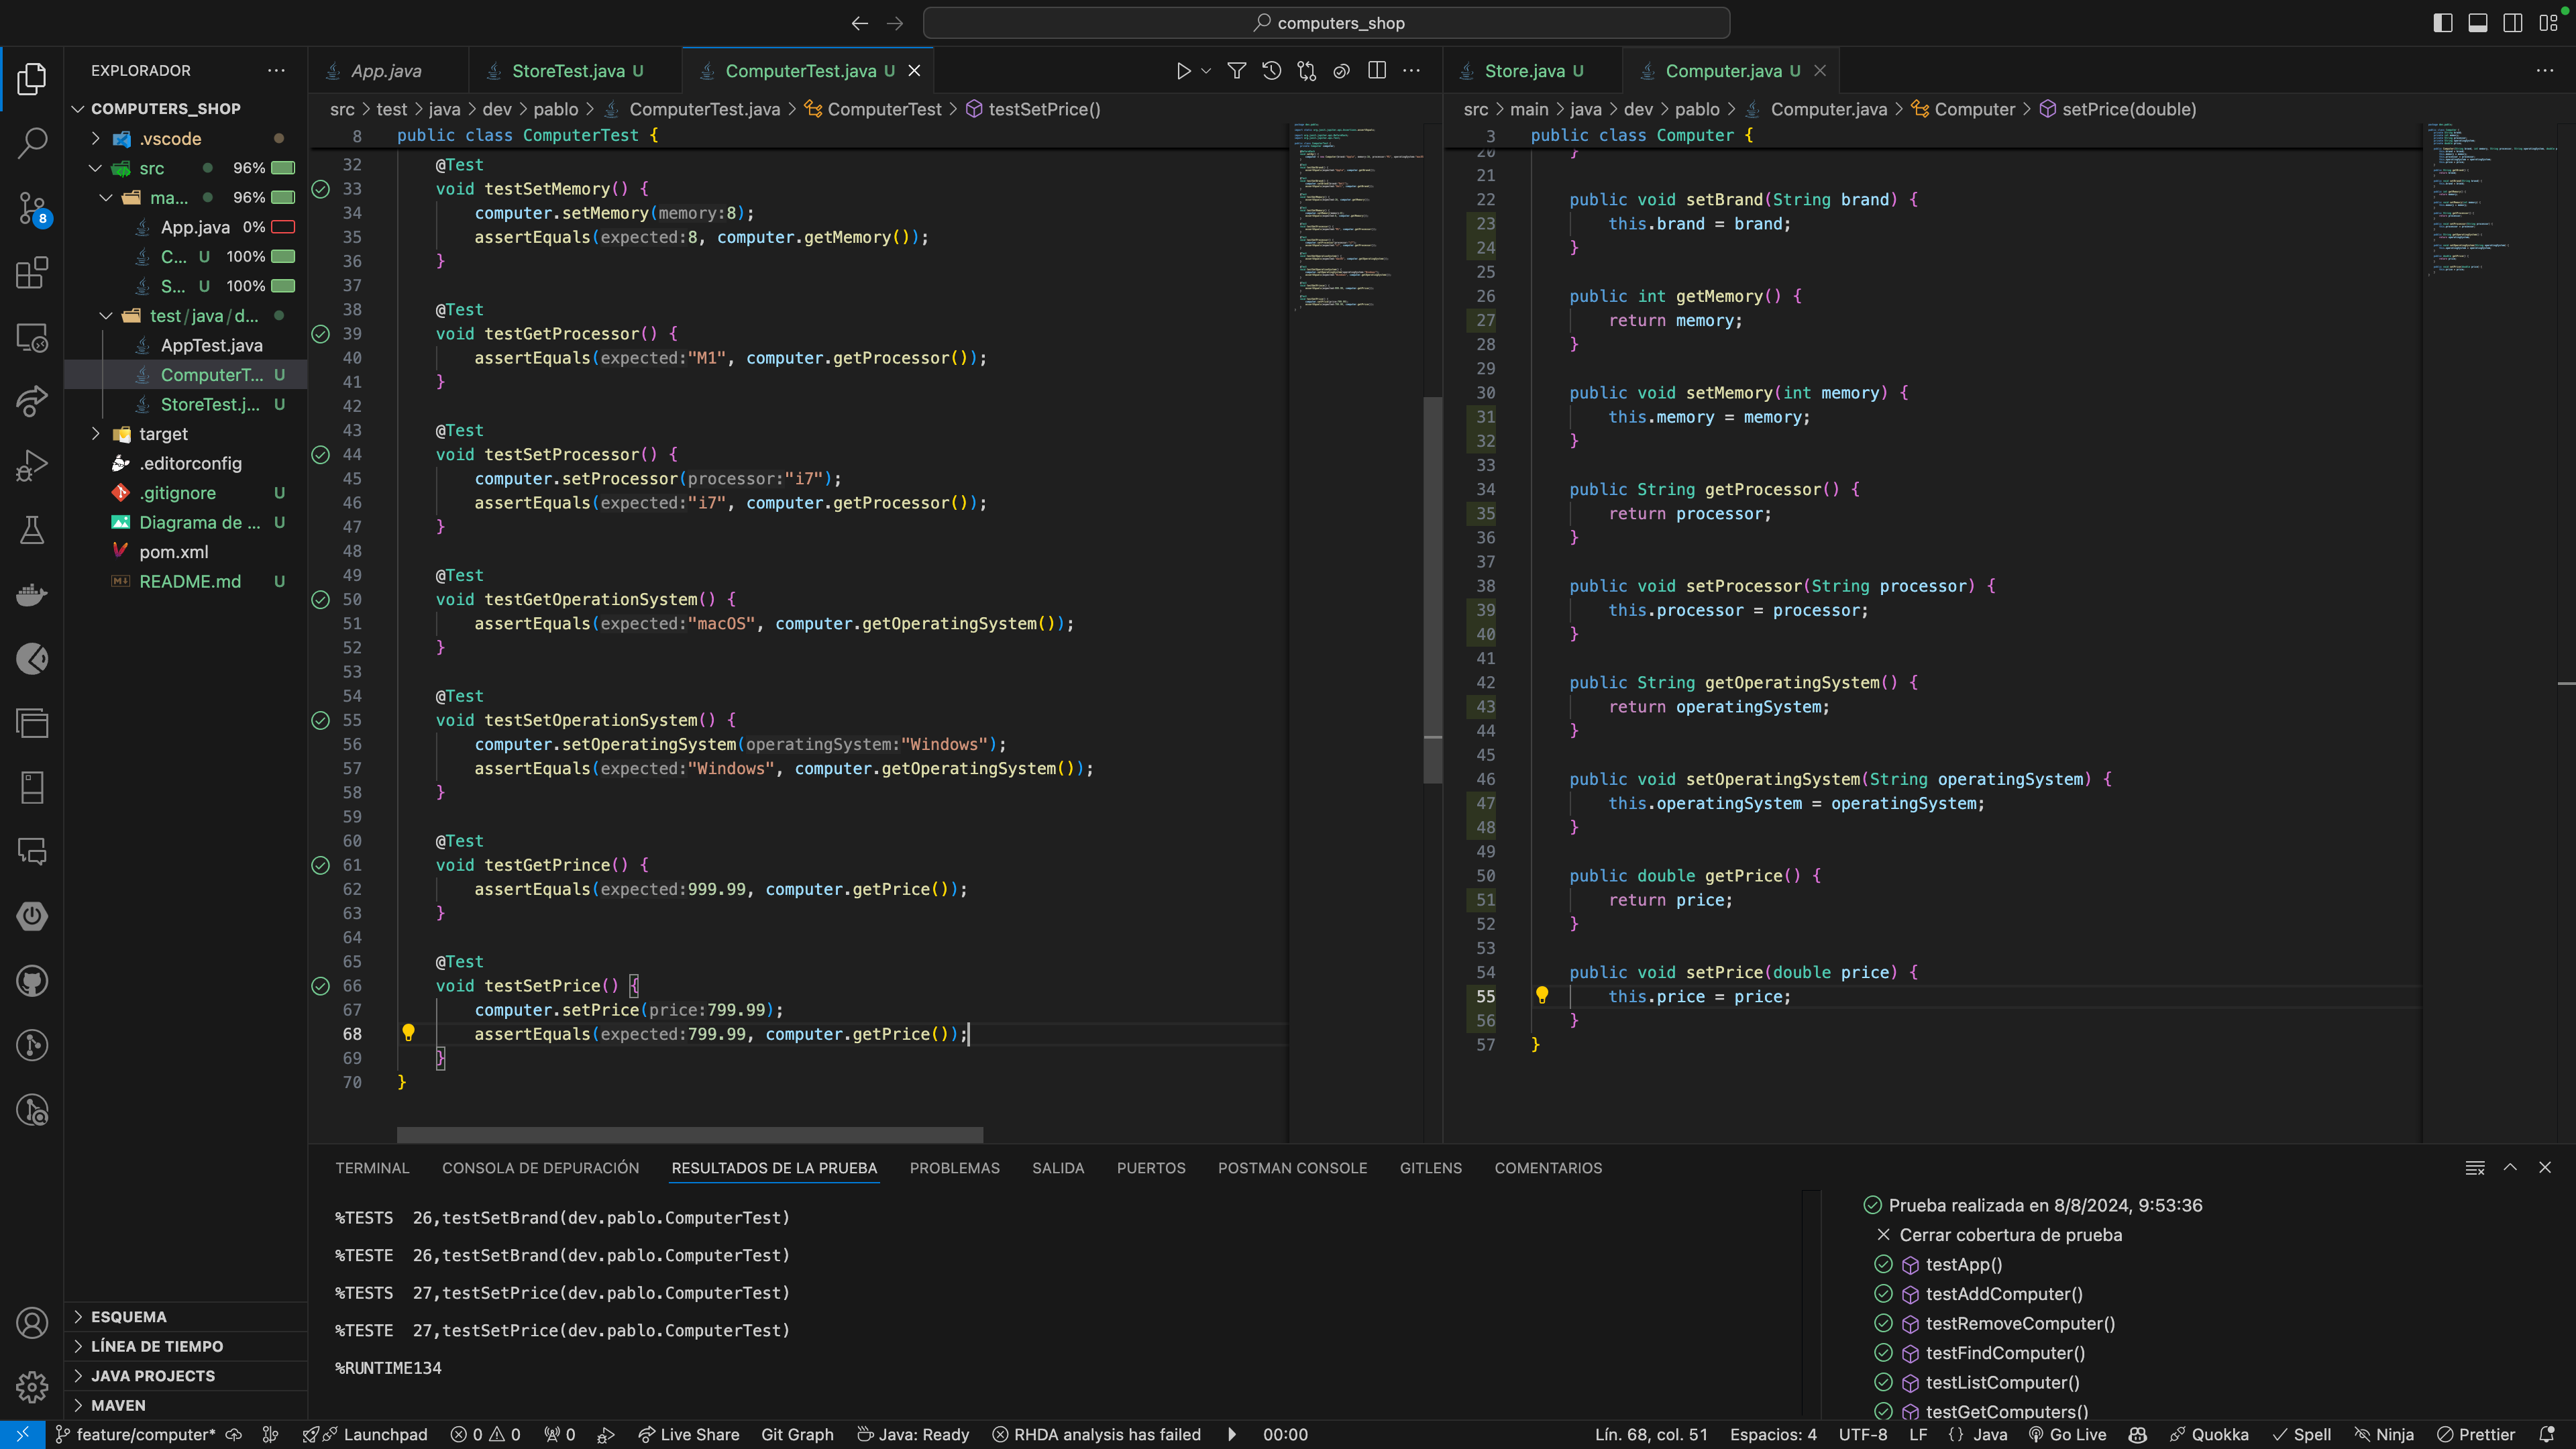 computers_shop
EXPLORADOR
COMPUTERS_SHOP
.vscode
src 96%
ma... 96%
App.java 0%
C... U 100%
S... U 100%
test/java/d...
AppTest.java
ComputerT... U
StoreTest.j... U
target
.editorconfig
.gitignore U
Diagrama de ... U
pom.xml
README.md U
ESQUEMA
LÍNEA DE TIEMPO
JAVA PROJECTS
MAVEN
8
App.java
StoreTest.java U
ComputerTest.java U
src > test > java > dev > pablo > ComputerTest.java > ComputerTest > testSetPrice()
8 public class ComputerTest {
32 @Test
33 void testSetMemory() {
34 computer.setMemory(memory:8);
35 assertEquals(expected:8, computer.getMemory());
36 }
37
38 @Test
39 void testGetProcessor() {
40 assertEquals(expected:"M1", computer.getProcessor());
41 }
42
43 @Test
44 void testSetProcessor() {
45 computer.setProcessor(processor:"i7");
46 assertEquals(expected:"i7", computer.getProcessor());
47 }
48
49 @Test
50 void testGetOperationSystem() {
51 assertEquals(expected:"macOS", computer.getOperatingSystem());
52 }
53
54 @Test
55 void testSetOperationSystem() {
56 computer.setOperatingSystem(operatingSystem:"Windows");
57 assertEquals(expected:"Windows", computer.getOperatingSystem());
58 }
59
60 @Test
61 void testGetPrince() {
62 assertEquals(expected:999.99, computer.getPrice());
63 }
64
65 @Test
66 void testSetPrice() {
67 computer.setPrice(price:799.99);
68 assertEquals(expected:799.99, computer.getPrice());
69 }
70 }
Store.java U
Computer.java U
src > main > java > dev > pablo > Computer.java > Computer > setPrice(double)
3 public class Computer {
20 }
21
22 public void setBrand(String brand) {
23 this.brand = brand;
24 }
25
26 public int getMemory() {
27 return memory;
28 }
29
30 public void setMemory(int memory) {
31 this.memory = memory;
32 }
33
34 public String getProcessor() {
35 return processor;
36 }
37
38 public void setProcessor(String processor) {
39 this.processor = processor;
40 }
41
42 public String getOperatingSystem() {
43 return operatingSystem;
44 }
45
46 public void setOperatingSystem(String operatingSystem) {
47 this.operatingSystem = operatingSystem;
48 }
49
50 public double getPrice() {
51 return price;
52 }
53
54 public void setPrice(double price) {
55 this.price = price;
56 }
57 }
TERMINAL CONSOLA DE DEPURACIÓN RESULTADOS DE LA PRUEBA PROBLEMAS SALIDA PUERTOS POSTMAN CONSOLE GITLENS COMENTARIOS
%TESTS 26,testSetBrand(dev.pablo.ComputerTest)
%TESTE 26,testSetBrand(dev.pablo.ComputerTest)
%TESTS 27,testSetPrice(dev.pablo.ComputerTest)
%TESTE 27,testSetPrice(dev.pablo.ComputerTest)
%RUNTIME134
Prueba realizada en 8/8/2024, 9:53:36
Cerrar cobertura de prueba
testApp()
testAddComputer()
testRemoveComputer()
testFindComputer()
testListComputer()
testGetComputers()
feature/computer* Launchpad 0 0 0 Live Share Git Graph Java: Ready RHDA analysis has failed 00:00 Lín. 68, col. 51 Espacios: 4 UTF-8 LF {} Java Go Live Quokka Spell Ninja Prettier